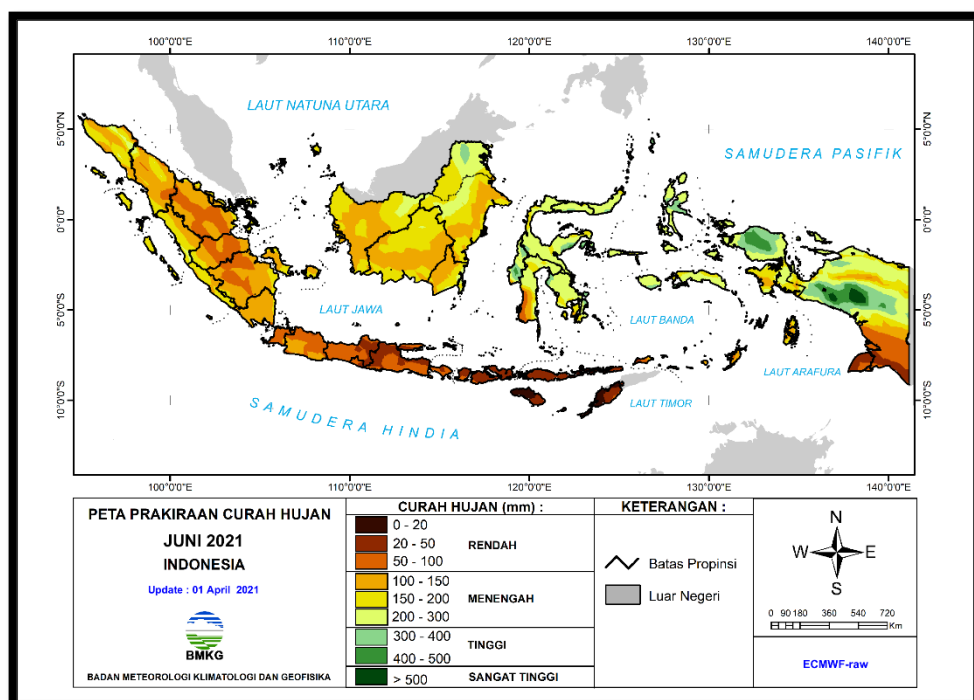 100°0'0"E 110°0'0"E 120°0'0"E 130°0'0"E 140°0'0"E
LAUT NATUNA UTARA
5°0'0"N 5°0'0"N
SAMUDERA PASIFIK
0°0'0" 0°0'0"
LAUT JAWA
LAUT BANDA
5°0'0"S 5°0'0"S
LAUT ARAFURA
LAUT TIMOR
10°0'0"S 10°0'0"S
SAMUDERA HINDIA
100°0'0"E 110°0'0"E 120°0'0"E 130°0'0"E 140°0'0"E
PETA PRAKIRAAN CURAH HUJAN
JUNI 2021
INDONESIA
Update : 01 April 2021
BMKG
BADAN METEOROLOGI KLIMATOLOGI DAN GEOFISIKA
CURAH HUJAN (mm) :
0 - 20
20 - 50
50 - 100
RENDAH
100 - 150
150 - 200
200 - 300
MENENGAH
300 - 400
400 - 500
TINGGI
> 500 SANGAT TINGGI
KETERANGAN :
Batas Propinsi
Luar Negeri
N
W E
S
0 90 180 360 540 720
Km
ECMWF-raw